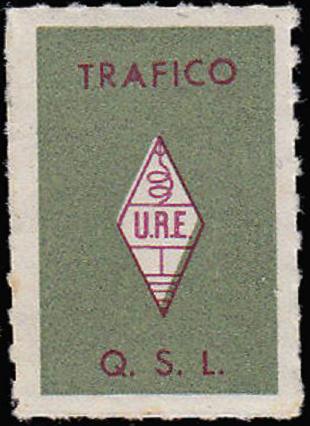 TRAFICO
U.R.E.
Q. S. L.